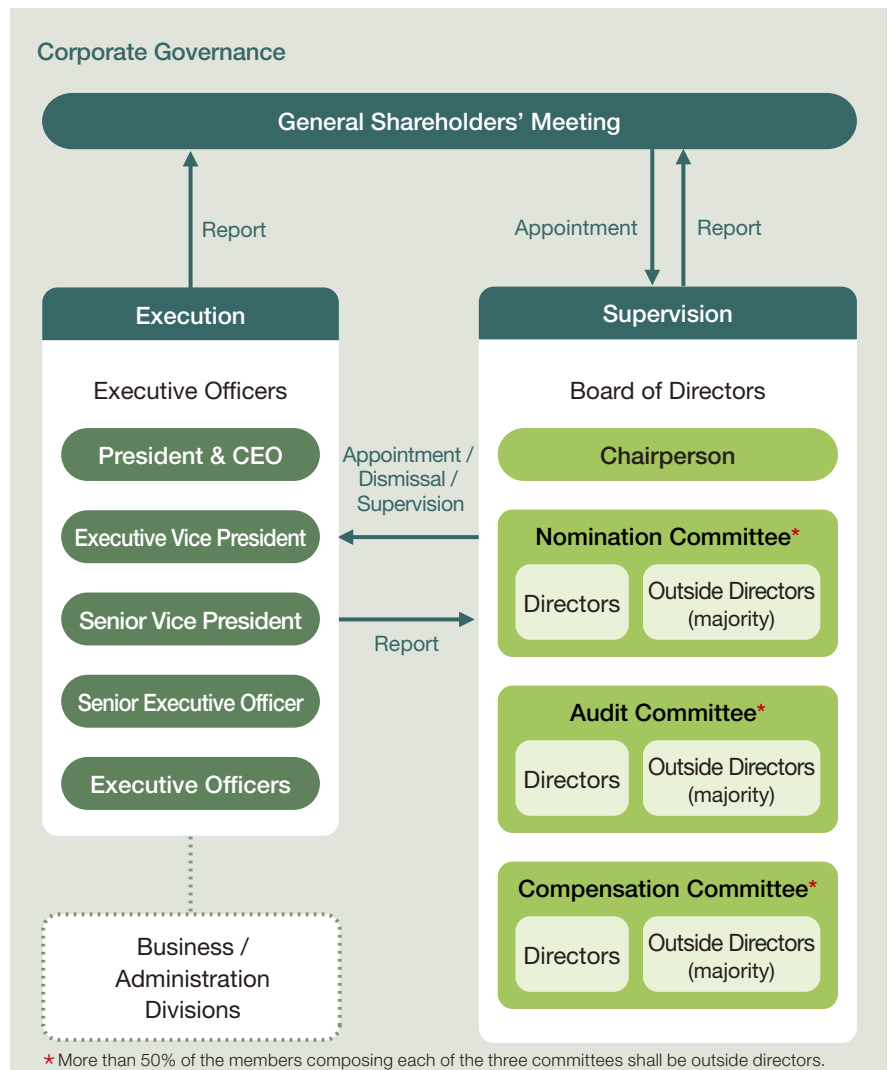 Corporate Governance
General Shareholders’ Meeting
Report
Appointment
Report
Execution
Executive Officers
President & CEO
Executive Vice President
Senior Vice President
Senior Executive Officer
Executive Officers
Business /
Administration
Divisions
Appointment /
Dismissal /
Supervision
Report
Supervision
Board of Directors
Chairperson
Nomination Committee*
Directors
Outside Directors
(majority)
Audit Committee*
Directors
Outside Directors
(majority)
Compensation Committee*
Directors
Outside Directors
(majority)
* More than 50% of the members composing each of the three committees shall be outside directors.